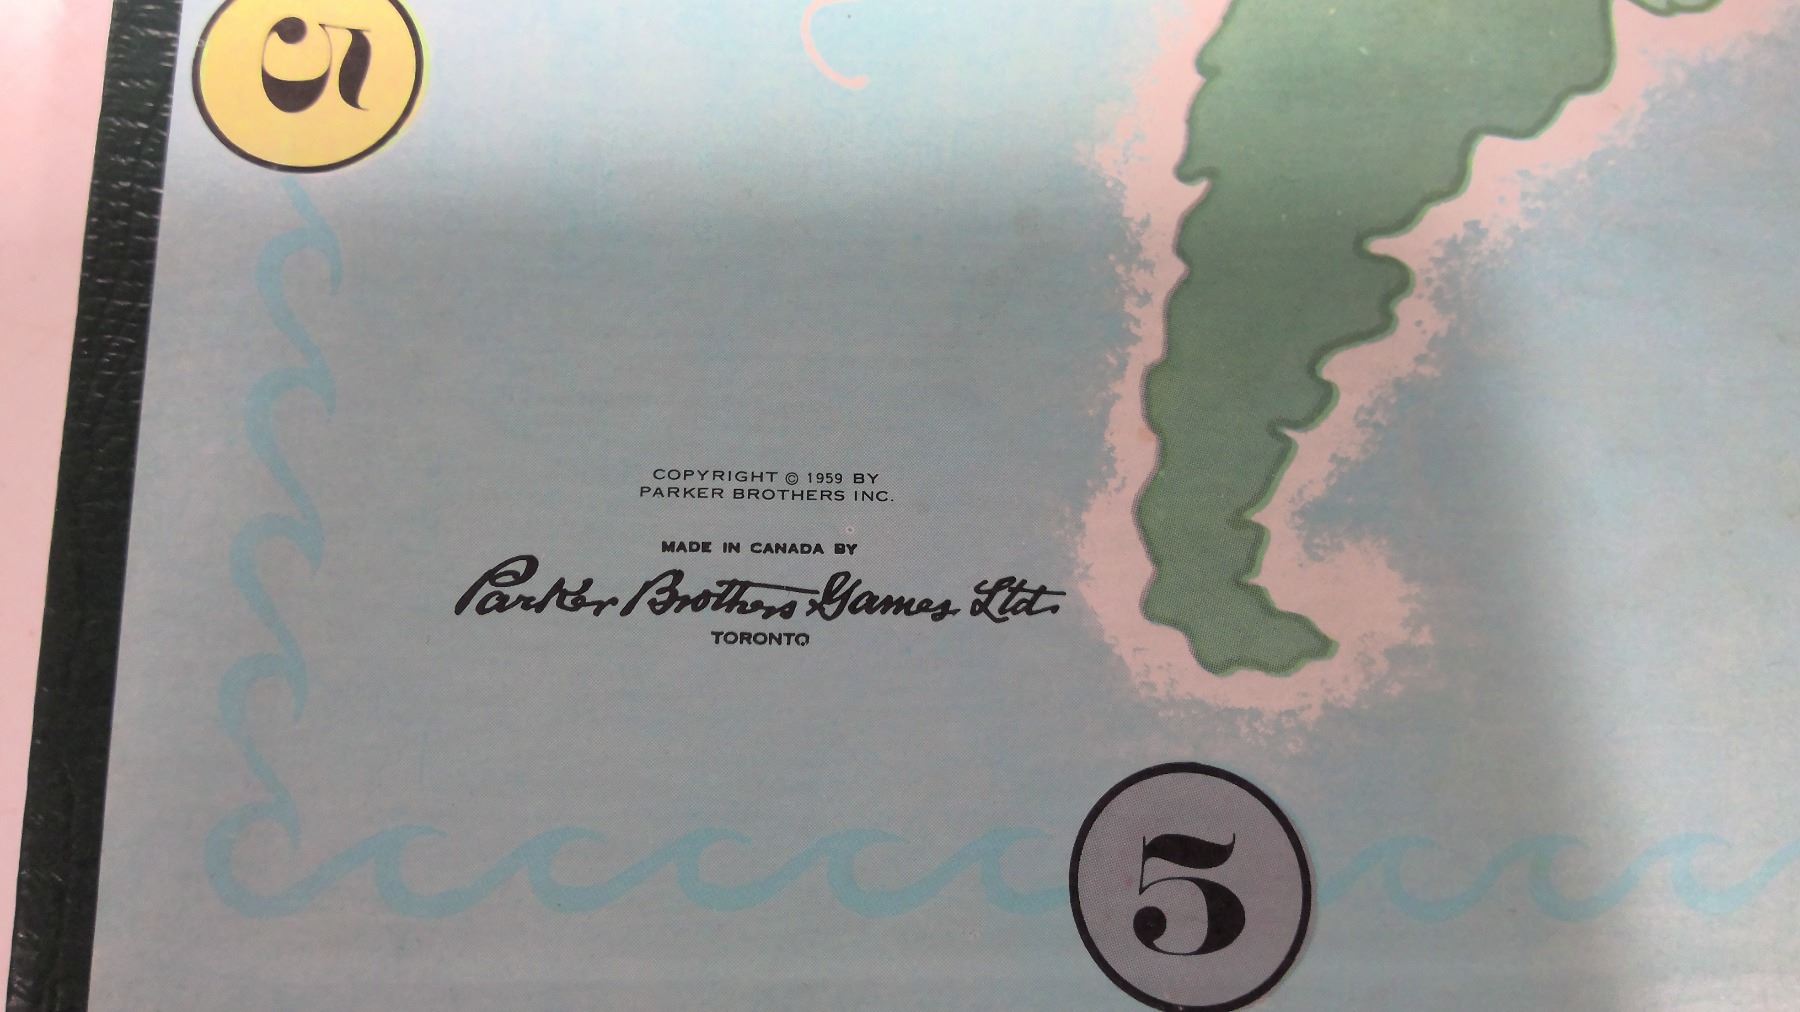 5
COPYRIGHT © 1959 BY
PARKER BROTHERS INC.
MADE IN CANADA BY
Parker Brothers Games Ltd.
TORONTO
5